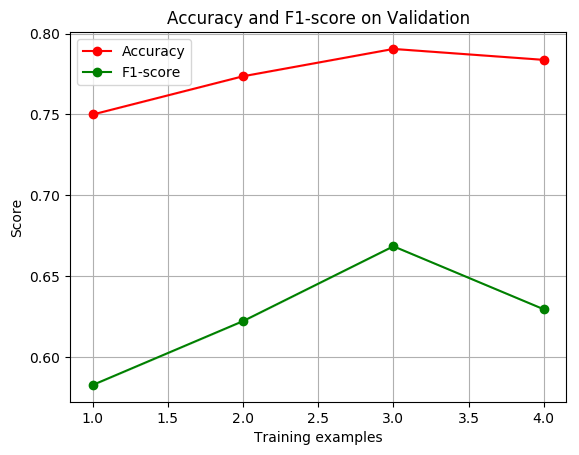 Accuracy and F1-score on Validation
Accuracy
F1-score
0.80
0.75
0.70
0.65
0.60
Score
1.0 1.5 2.0 2.5 3.0 3.5 4.0
Training examples